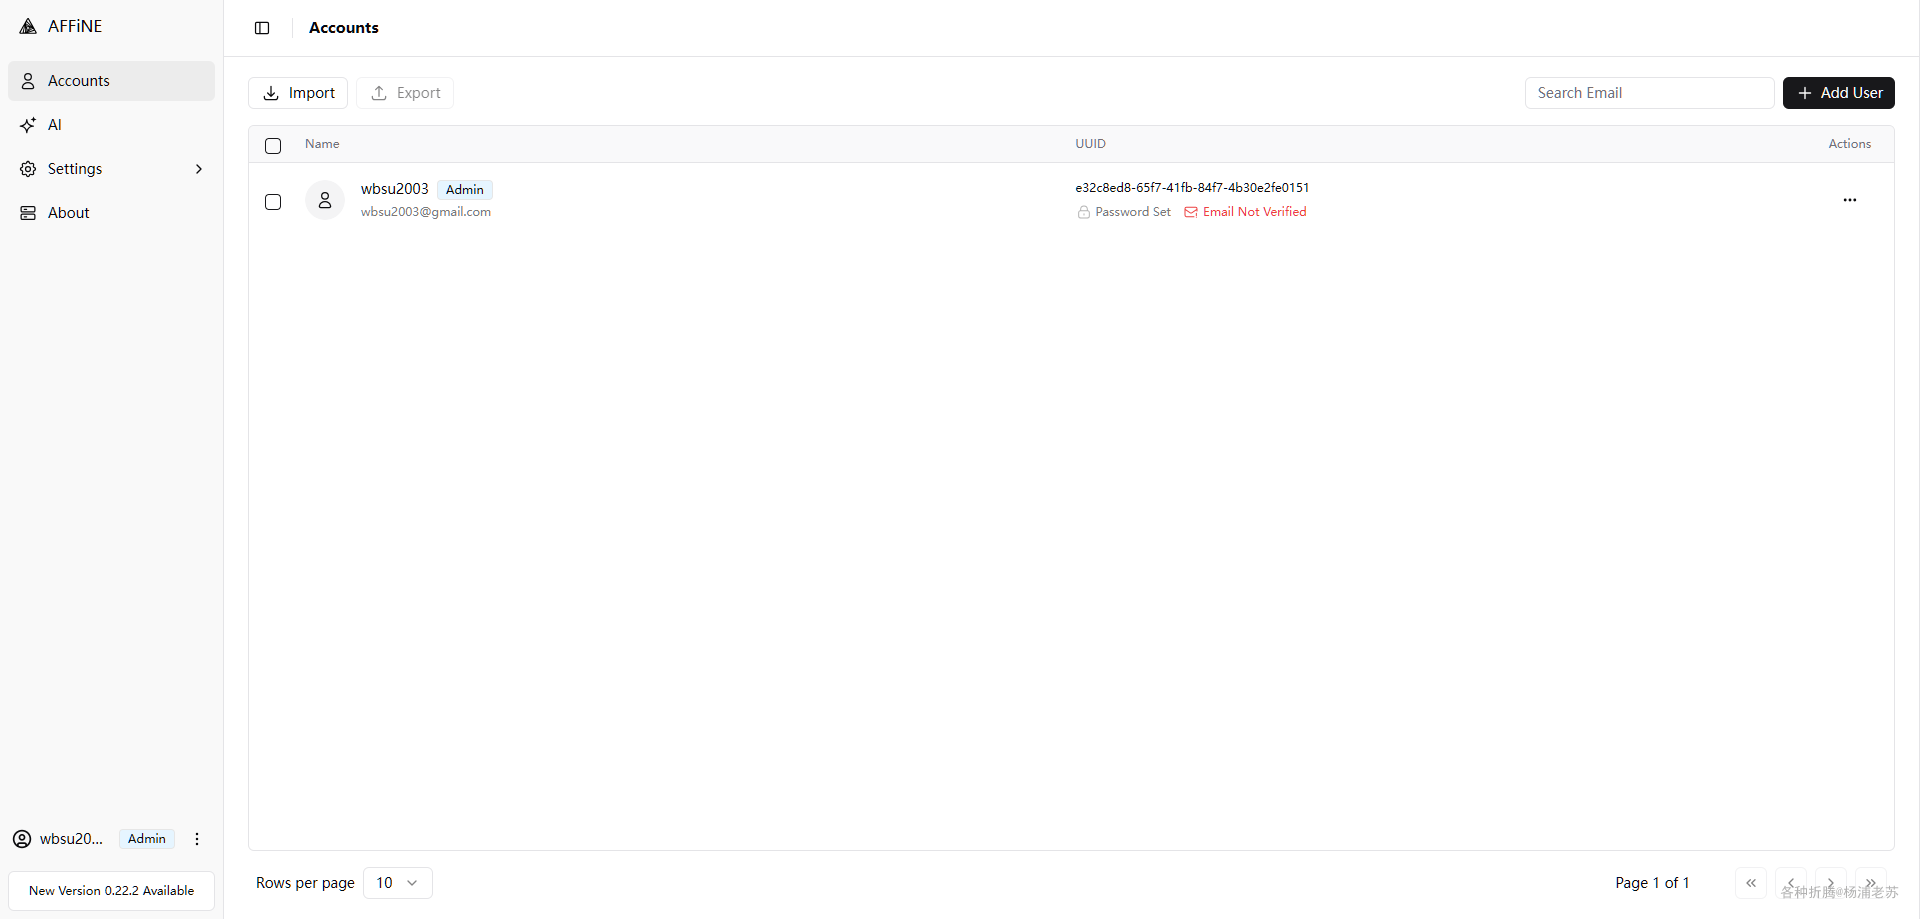 AFFiNE
Accounts
AI
Settings
About
wbsu20...
Admin
New Version 0.22.2 Available
Accounts
Import
Export
Search Email
Add User
Name
UUID
Actions
wbsu2003 Admin
wbsu2003@gmail.com
e32c8ed8-65f7-41fb-84f7-4b30e2fe0151
Password Set
Email Not Verified
Rows per page
10
Page 1 of 1
各种折腾@杨浦老苏